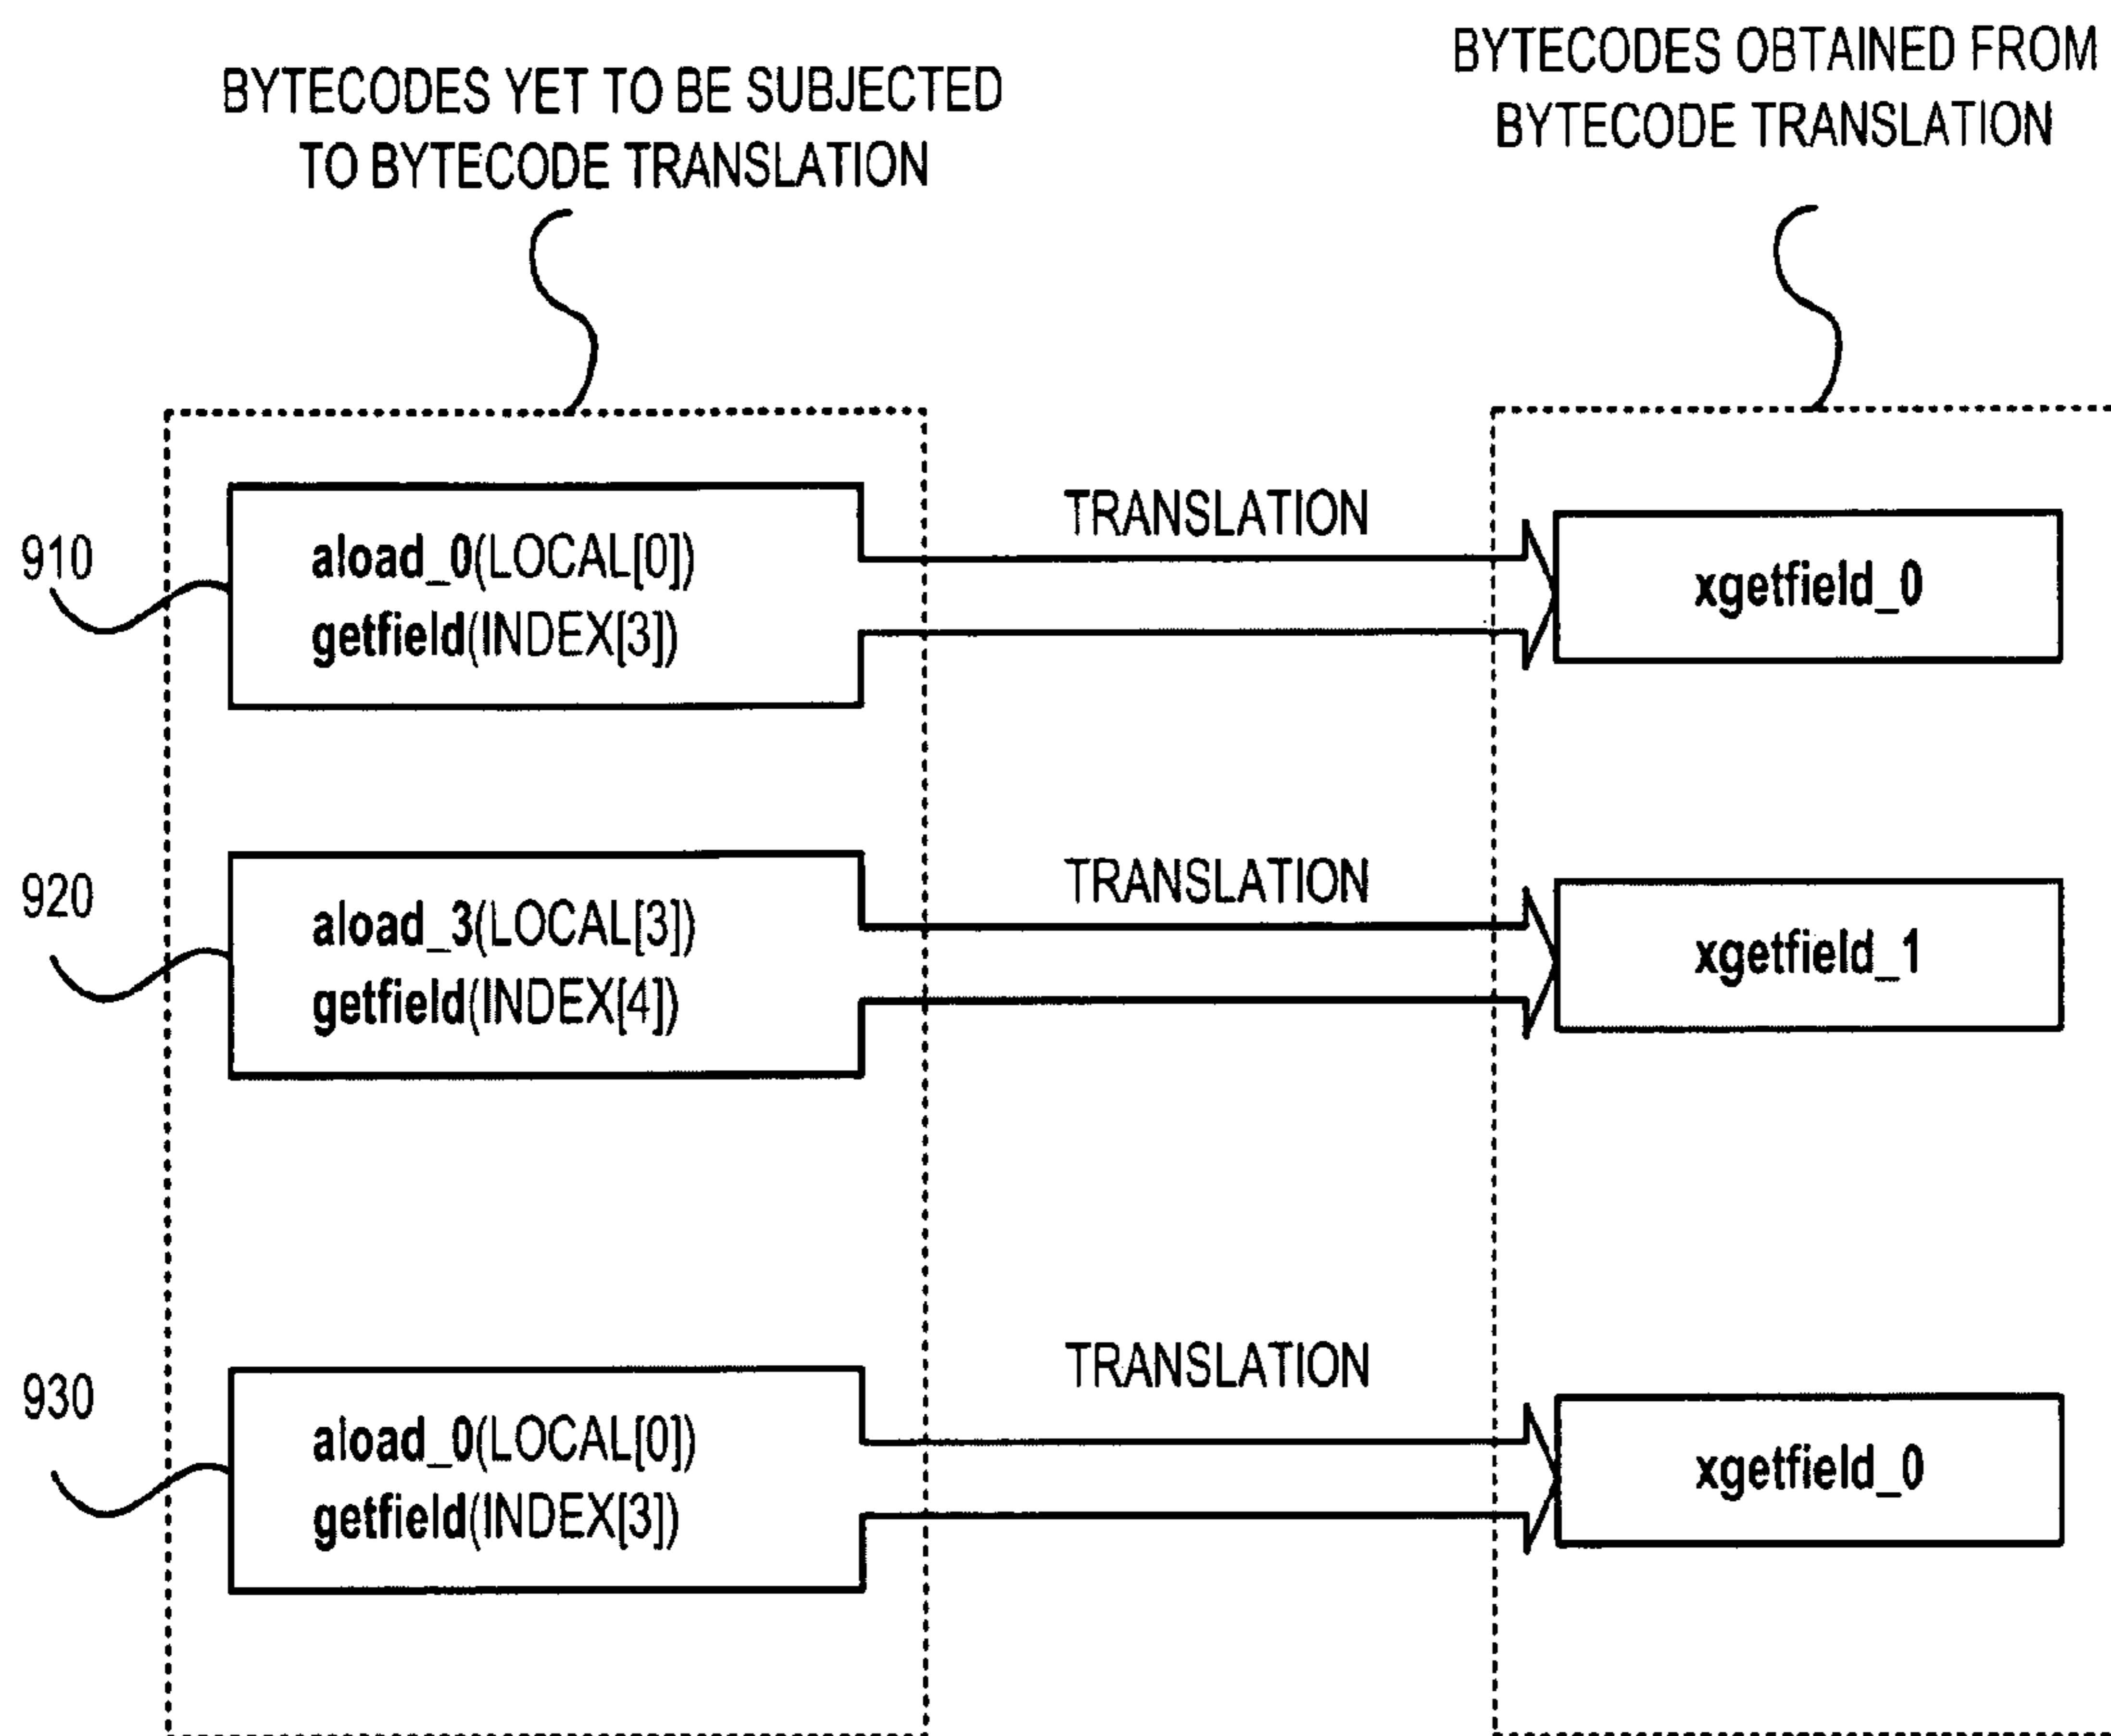 BYTECODES YET TO BE SUBJECTED
TO BYTECODE TRANSLATION
BYTECODES OBTAINED FROM
BYTECODE TRANSLATION
910
aload_0(LOCAL[0])
getfield(INDEX[3])
TRANSLATION
xgetfield_0
920
aload_3(LOCAL[3])
getfield(INDEX[4])
TRANSLATION
xgetfield_1
930
aload_0(LOCAL[0])
getfield(INDEX[3])
TRANSLATION
xgetfield_0